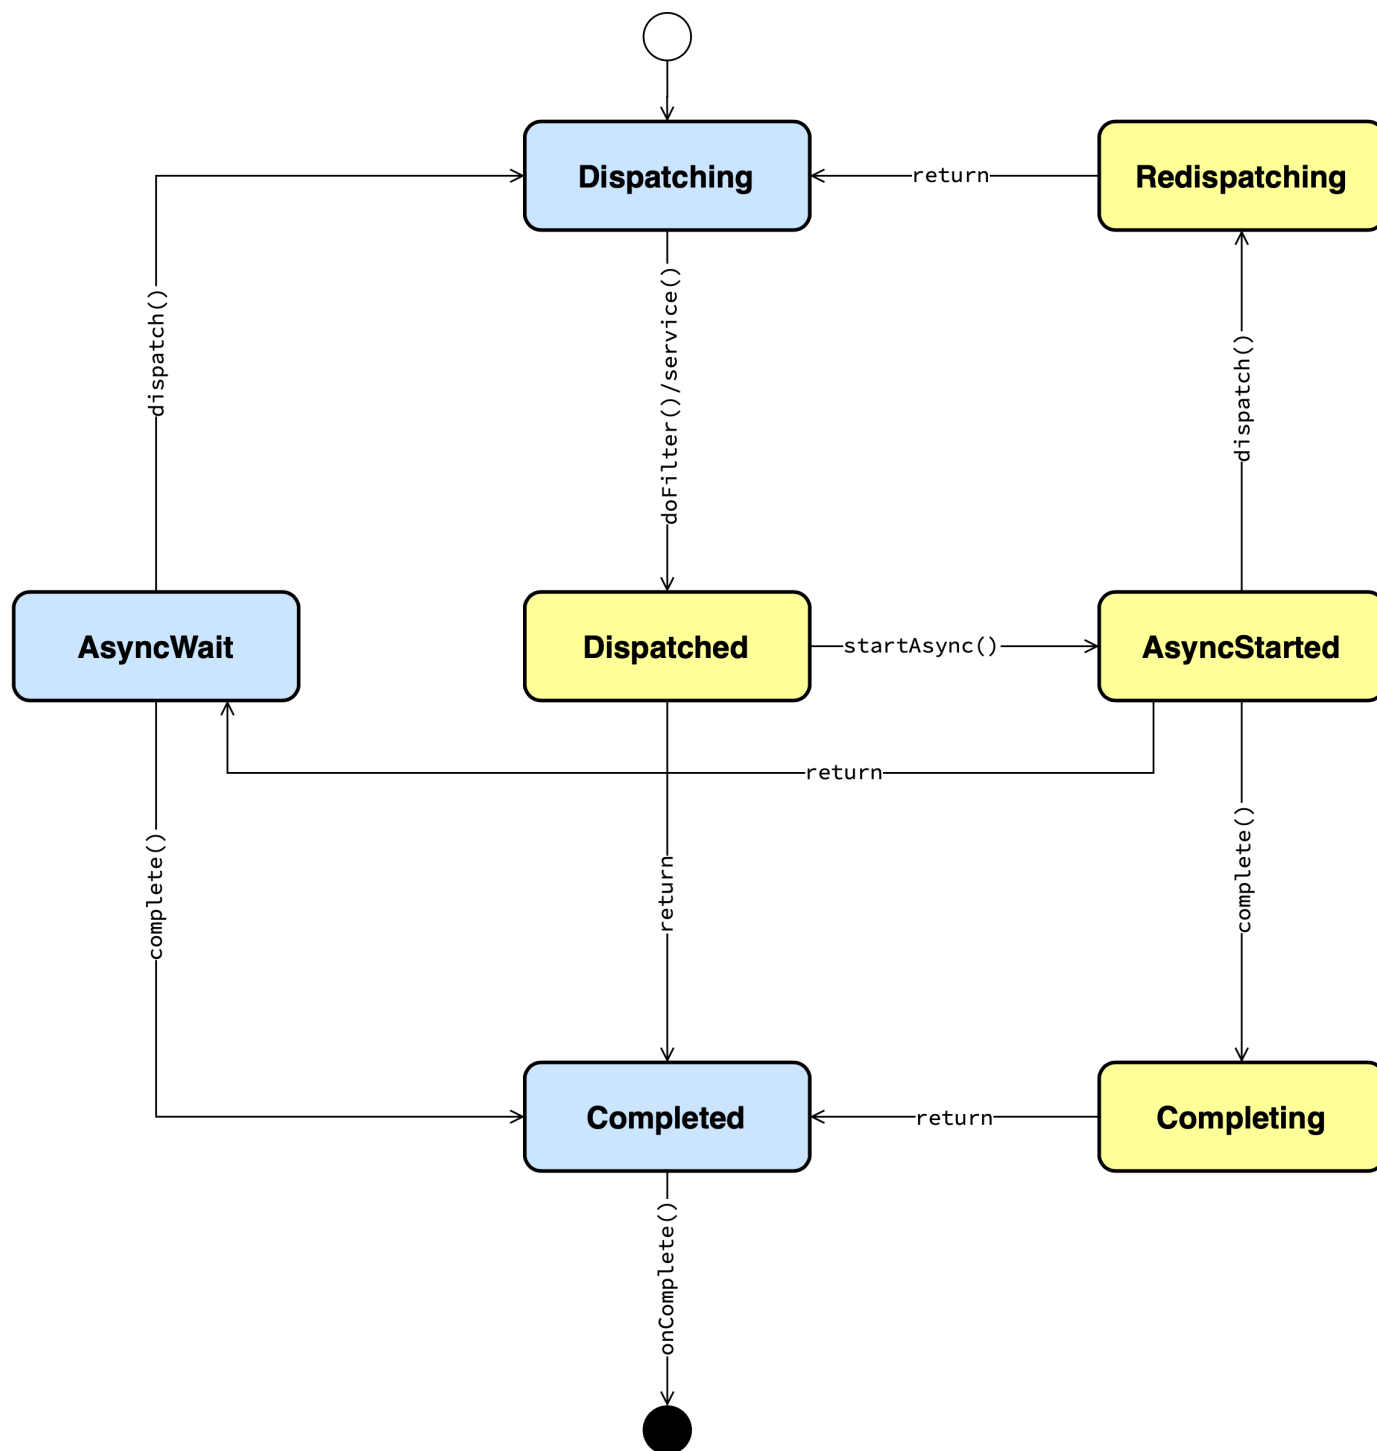 Dispatching
return
Redispatching
dispatch()
doFilter()/service()
dispatch()
AsyncWait
Dispatched
startAsync()
AsyncStarted
return
complete()
return
complete()
Completed
return
Completing
onComplete()